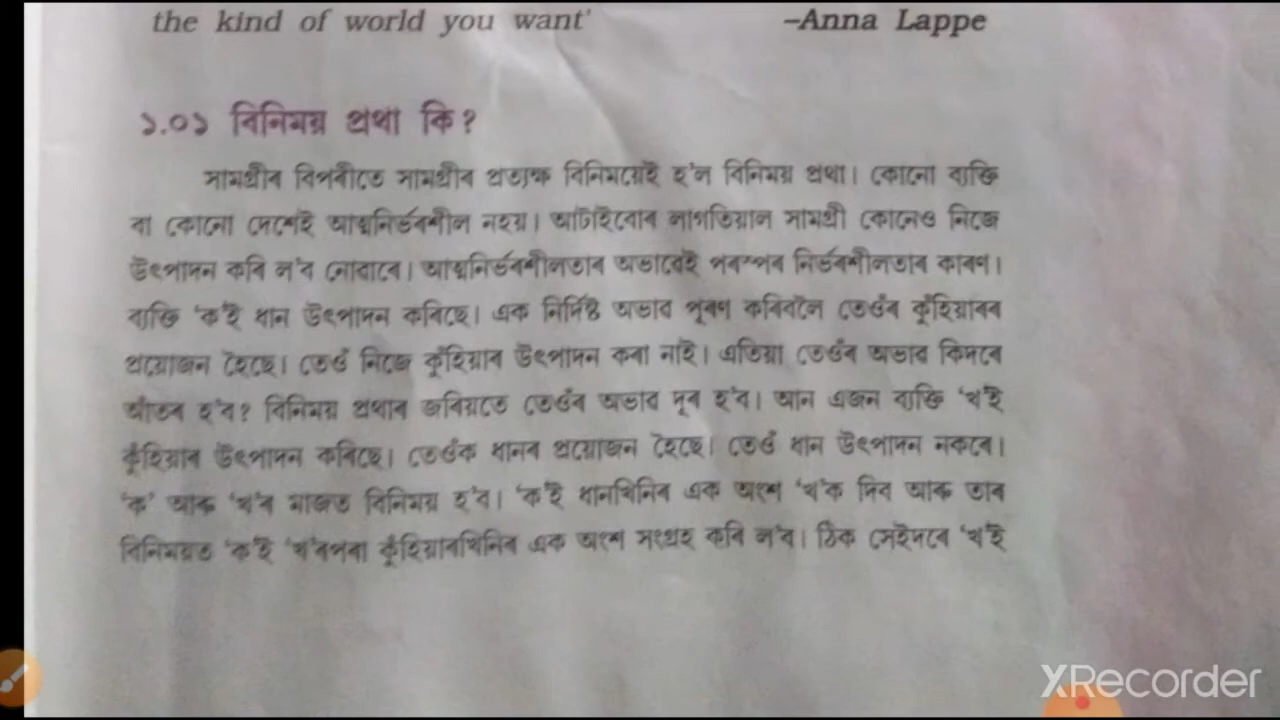 the kind of world you want'
–Anna Lappe
১.০১ বিনিময় প্ৰথা কি?
সামগ্ৰীৰ বিপৰীতে সামগ্ৰীৰ প্ৰত্যক্ষ বিনিময়েই হ'ল বিনিময় প্ৰথা। কোনো ব্যক্তি
বা কোনো দেশেই আত্মনিৰ্ভৰশীল নহয়। আটাইবোৰ লাগতিয়াল সামগ্ৰী কোনেও নিজে
উৎপাদন কৰি ল'ব নোৱাৰে। আত্মনিৰ্ভৰশীলতাৰ অভাৱেই পৰস্পৰ নিৰ্ভৰশীলতাৰ কাৰণ।
ব্যক্তি 'ক'ই ধান উৎপাদন কৰিছে। এক নিৰ্দিষ্ট অভাৱ পূৰণ কৰিবলৈ তেওঁৰ কুঁহিয়াৰৰ
প্ৰয়োজন হৈছে। তেওঁ নিজে কুঁহিয়াৰ উৎপাদন কৰা নাই। এতিয়া তেওঁৰ অভাৱ কিদৰে
আঁতৰ হ'ব? বিনিময় প্ৰথাৰ জৰিয়তে তেওঁৰ অভাৱ দূৰ হ'ব। আন এজন ব্যক্তি 'খ'ই
কুঁহিয়াৰ উৎপাদন কৰিছে। তেওঁক ধানৰ প্ৰয়োজন হৈছে। তেওঁ ধান উৎপাদন নকৰে।
'ক' আৰু 'খ'ৰ মাজত বিনিময় হ'ব। 'ক'ই ধানখিনিৰ এক অংশ 'খ'ক দিব আৰু তাৰ
বিনিময়ত 'ক'ই 'খ'ৰপৰা কুঁহিয়াৰখিনিৰ এক অংশ সংগ্ৰহ কৰি ল'ব। ঠিক সেইদৰে 'খ'ই
XRecorder